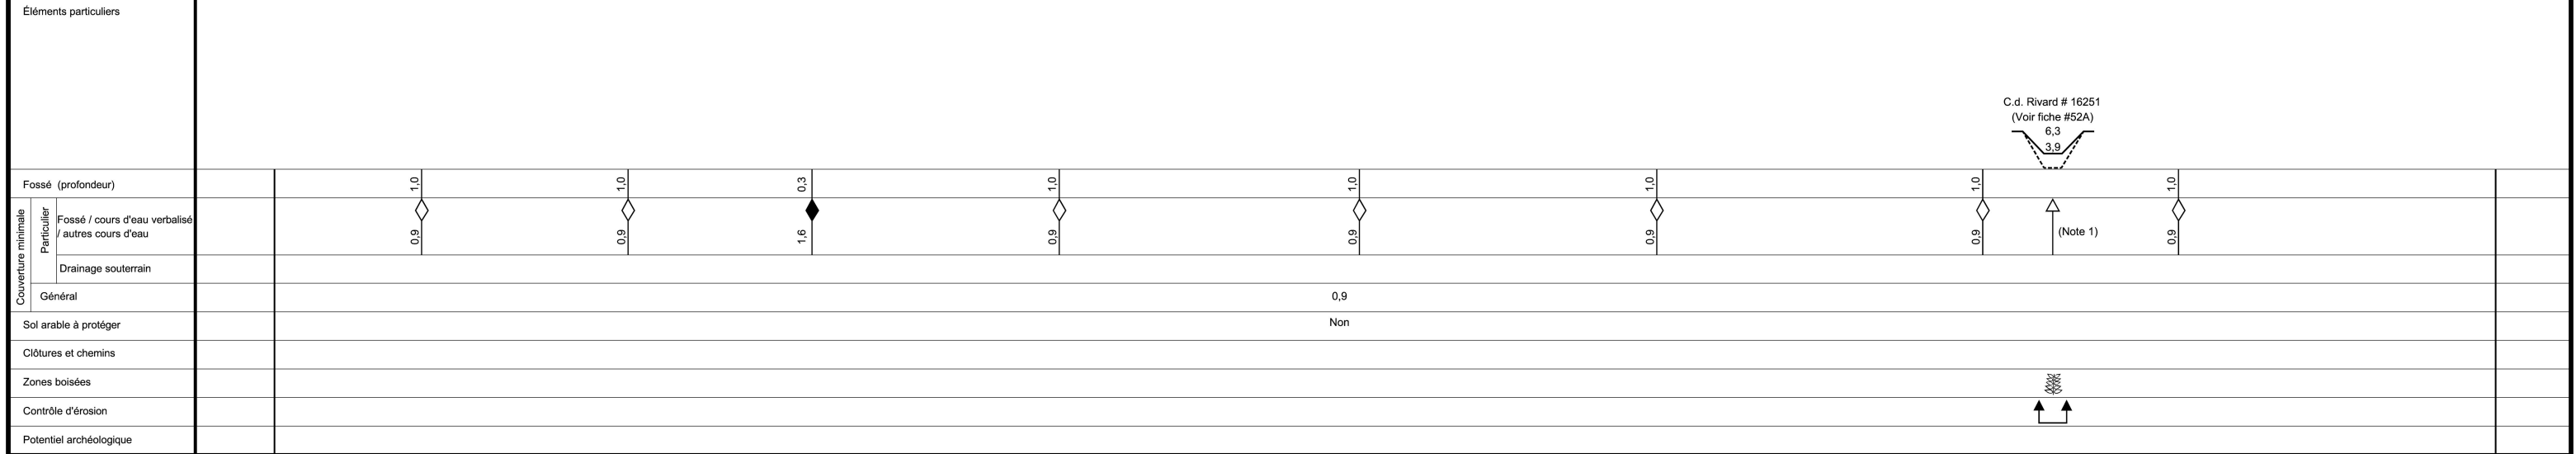 Éléments particuliers
C.d. Rivard # 16251
(Voir fiche #52A)
6,3
3,9
Fossé (profondeur)
1,0 1,0 0,3 1,0 1,0 1,0 1,0 1,0
Couverture minimale
Particulier
Fossé / cours d'eau verbalisé
/ autres cours d'eau
0,9 0,9 1,6 0,9 0,9 0,9 0,9 (Note 1) 0,9
Drainage souterrain
Général 0,9
Sol arable à protéger Non
Clôtures et chemins
Zones boisées
Contrôle d'érosion
Potentiel archéologique